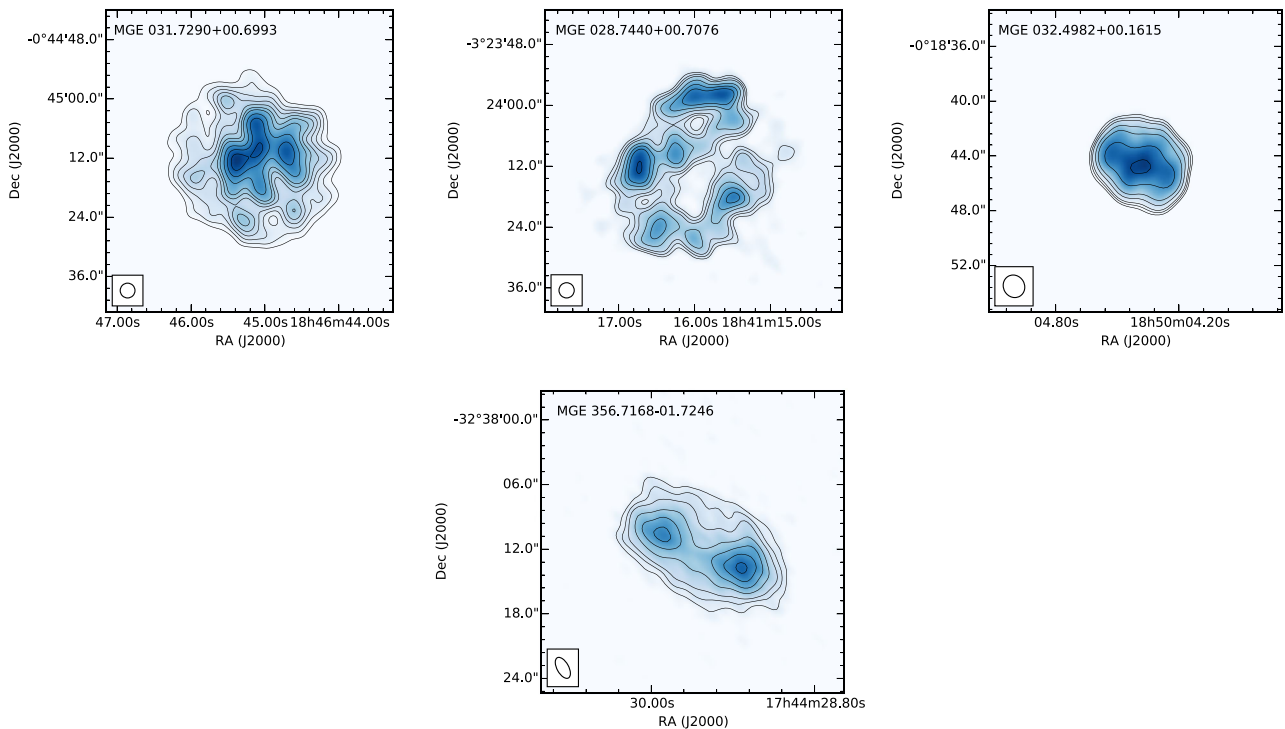 MGE 031.7290+00.6993
-0°44'48.0"
45'00.0"
12.0"
24.0"
36.0"
Dec (J2000)
47.00s 46.00s 45.00s 18h46m44.00s
RA (J2000)
MGE 028.7440+00.7076
-3°23'48.0"
24'00.0"
12.0"
24.0"
36.0"
Dec (J2000)
17.00s 16.00s 18h41m15.00s
RA (J2000)
MGE 032.4982+00.1615
-0°18'36.0"
40.0"
44.0"
48.0"
52.0"
Dec (J2000)
04.80s 18h50m04.20s
RA (J2000)
MGE 356.7168-01.7246
-32°38'00.0"
06.0"
12.0"
18.0"
24.0"
Dec (J2000)
30.00s 17h44m28.80s
RA (J2000)